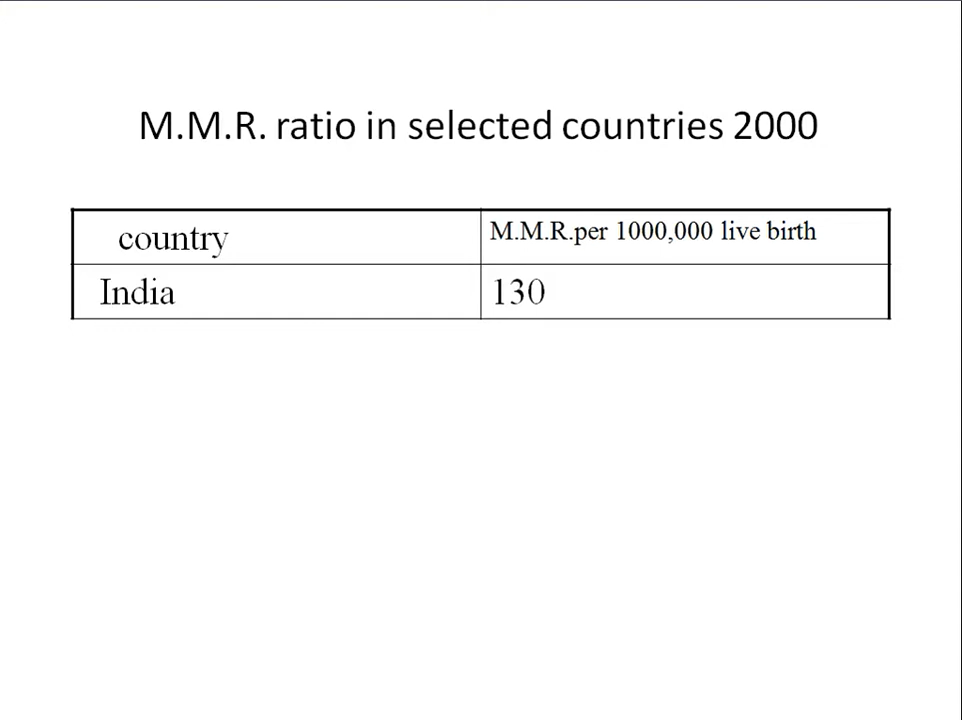 M.M.R. ratio in selected countries 2000
country
M.M.R.per 1000,000 live birth
India
130